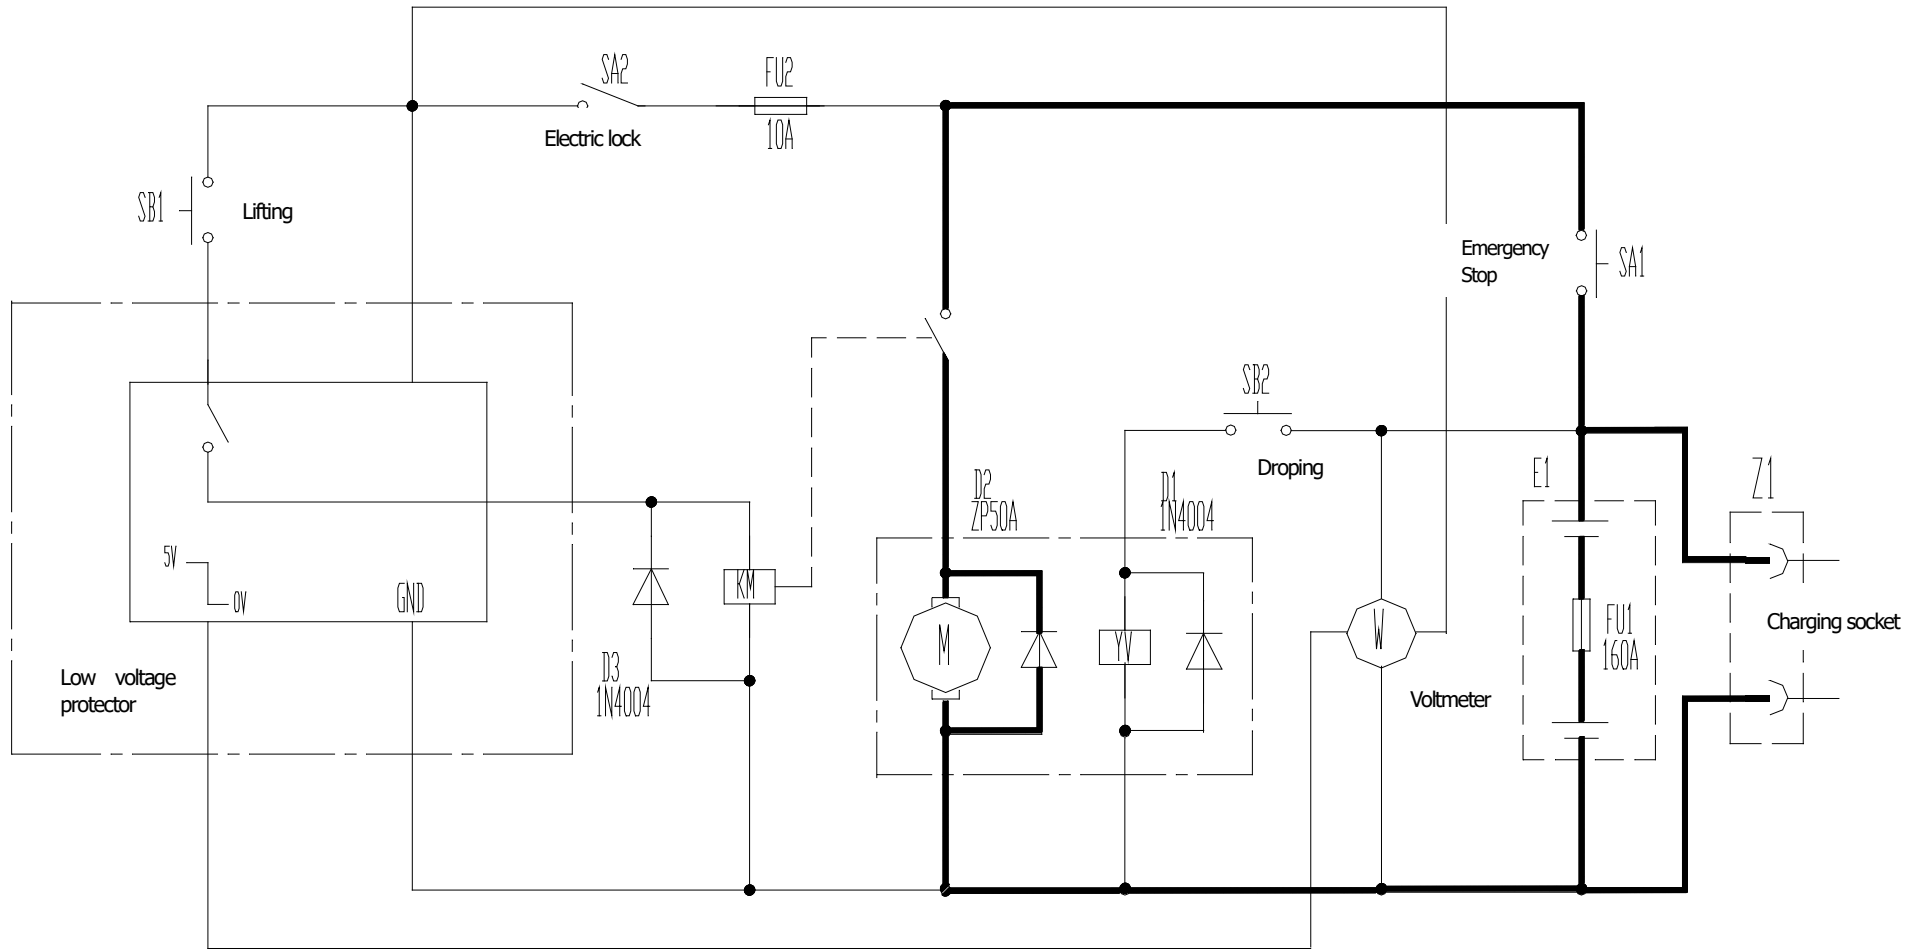 SA2
FU2
10A
Electric lock
SB1
Lifting
Emergency
Stop
SA1
SB2
Droping
D2
ZP50A
D1
1N4004
E1
Z1
5V
0V
GND
KM
M
YV
W
FU1
160A
Charging socket
Low voltage
protector
D3
1N4004
Voltmeter